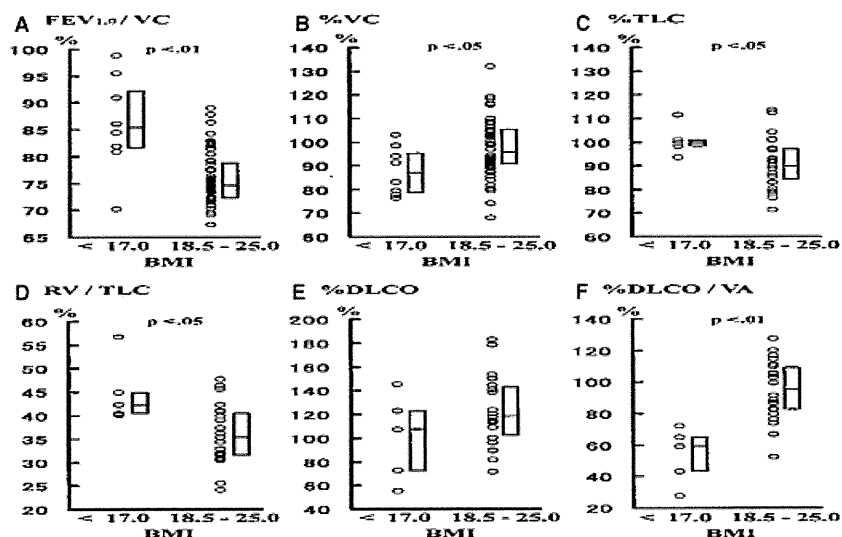 A FEV1.0 / VC
%
p <.01
100
95
90
85
80
75
70
65
< 17.0 18.5 - 25.0
BMI
B %VC
%
p <.05
140
130
120
110
100
90
80
70
60
< 17.0 18.5 - 25.0
BMI
C %TLC
%
p <.05
140
130
120
110
100
90
80
70
60
< 17.0 18.5 - 25.0
BMI
D RV / TLC
%
p <.05
60
55
50
45
40
35
30
25
20
< 17.0 18.5 - 25.0
BMI
E %DLCO
%
200
180
160
140
120
100
80
60
40
< 17.0 18.5 - 25.0
BMI
F %DLCO / VA
%
p <.01
140
120
100
80
60
40
20
< 17.0 18.5 - 25.0
BMI